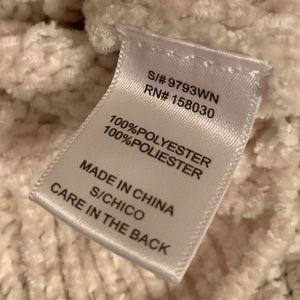 S/# 9793WN
RN# 158030
100%POLYESTER
100%POLIESTER
MADE IN CHINA
S/CHICO
CARE IN THE BACK